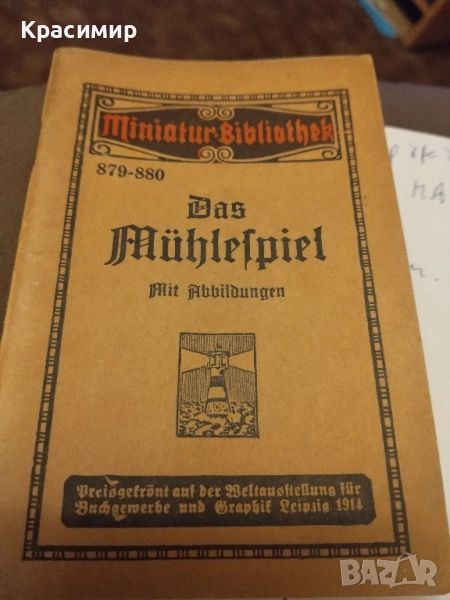 Красимир
Miniatur-Bibliothek
879-880
Das
Mühleſpiel
Mit Abbildungen
Preisgekrönt auf der Weltausſtellung für
Buchgewerbe und Graphik Leipzig 1914
BAZAR